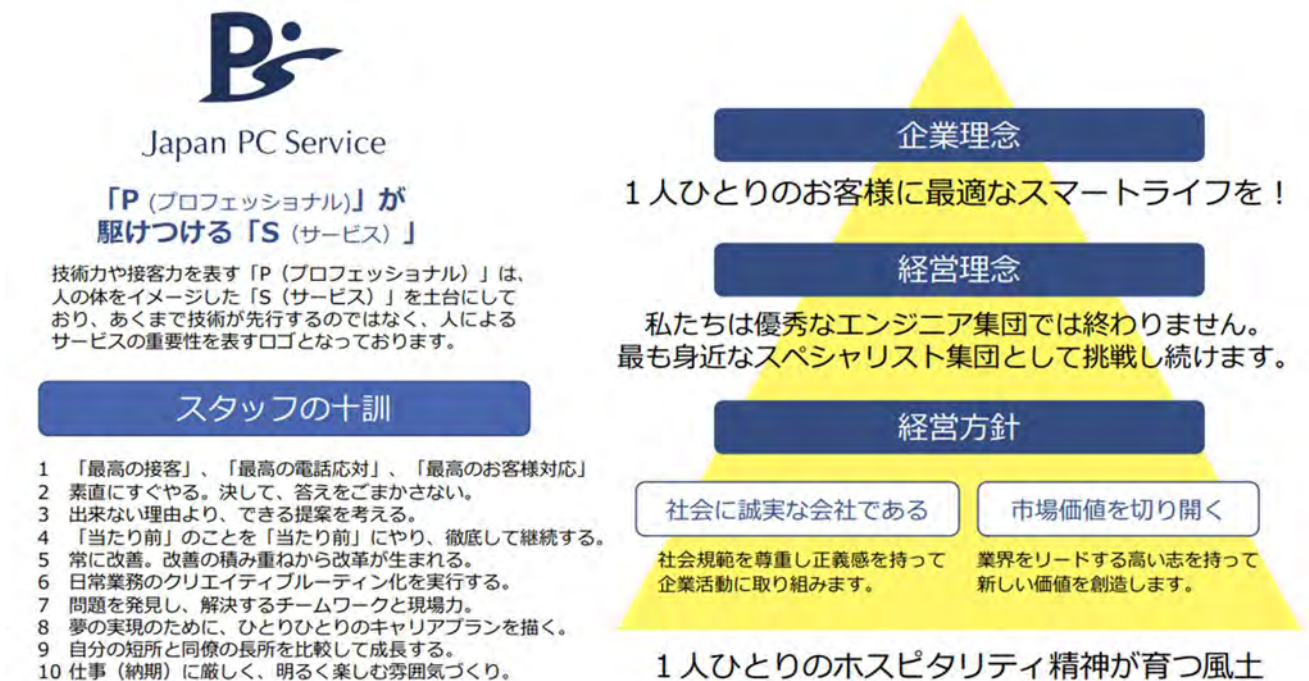 Ps
Japan PC Service
「P (プロフェッショナル)」が
駆けつける「S（サービス）」
技術力や接客力を表す「P（プロフェッショナル）」は、
人の体をイメージした「S（サービス）」を土台にして
おり、あくまで技術が先行するのではなく、人による
サービスの重要性を表すロゴとなっております。
スタッフの十訓
1 「最高の接客」、「最高の電話応対」、「最高のお客様対応」
2 素直にすぐやる。決して、答えをごまかさない。
3 出来ない理由より、できる提案を考える。
4 「当たり前」のことを「当たり前」にやり、徹底して継続する。
5 常に改善。改善の積み重ねから改革が生まれる。
6 日常業務のクリエイティブルーティン化を実行する。
7 問題を発見し、解決するチームワークと現場力。
8 夢の実現のために、ひとりひとりのキャリアプランを描く。
9 自分の短所と同僚の長所を比較して成長する。
10 仕事（納期）に厳しく、明るく楽しむ雰囲気づくり。
企業理念
1人ひとりのお客様に最適なスマートライフを！
経営理念
私たちは優秀なエンジニア集団では終わりません。
最も身近なスペシャリスト集団として挑戦し続けます。
経営方針
社会に誠実な会社である
社会規範を尊重し正義感を持って
企業活動に取り組みます。
市場価値を切り開く
業界をリードする高い志を持って
新しい価値を創造します。
1人ひとりのホスピタリティ精神が育つ風土